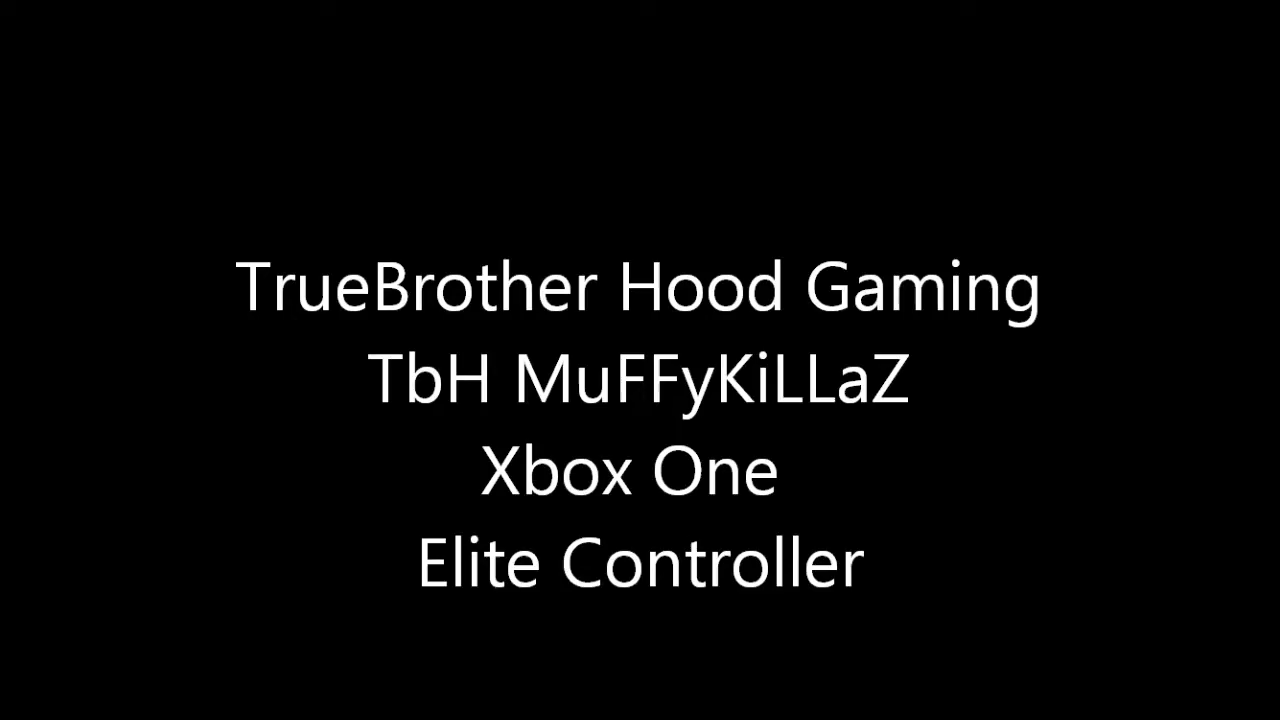 TrueBrother Hood Gaming
TbH MuFFyKiLLaZ
Xbox One
Elite Controller